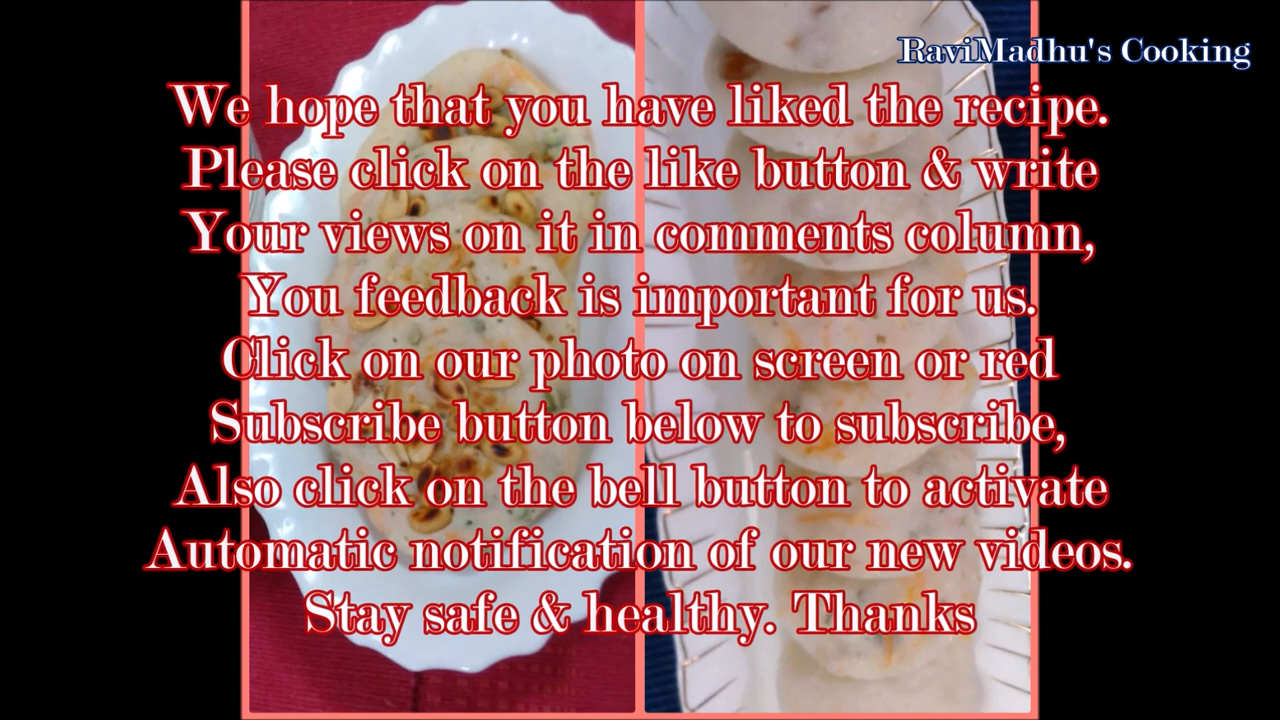 RaviMadhu's Cooking
We hope that you have liked the recipe.
Please click on the like button & write
Your views on it in comments column,
You feedback is important for us.
Click on our photo on screen or red
Subscribe button below to subscribe,
Also click on the bell button to activate
Automatic notification of our new videos.
Stay safe & healthy. Thanks